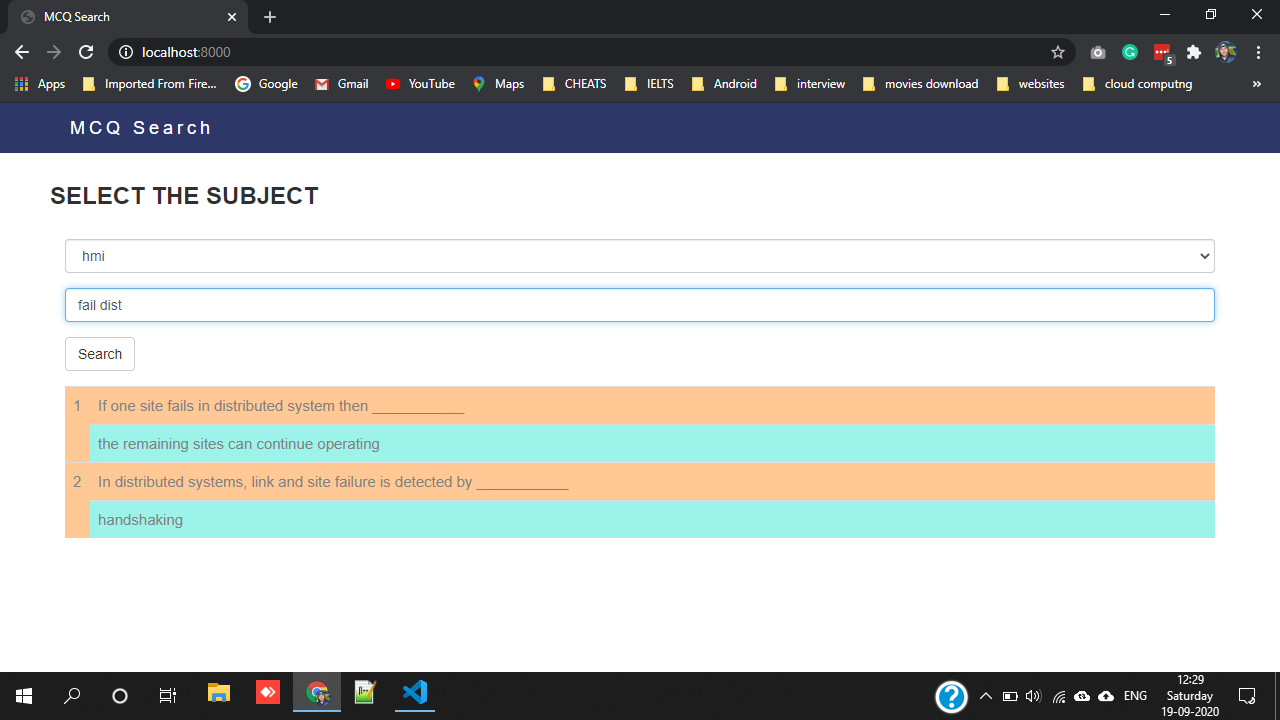 MCQ Search
localhost:8000
5
Apps Imported From Fire... Google Gmail YouTube Maps CHEATS IELTS Android interview movies download websites cloud computng »
MCQ Search
SELECT THE SUBJECT
hmi
fail dist
Search
1 If one site fails in distributed system then ___________
the remaining sites can continue operating
2 In distributed systems, link and site failure is detected by ___________
handshaking
ENG
12:29
Saturday
19-09-2020